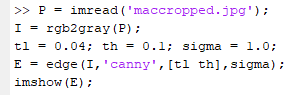 >> P = imread('maccropped.jpg');
I = rgb2gray(P);
tl = 0.04; th = 0.1; sigma = 1.0;
E = edge(I,'canny',[tl th],sigma);
imshow(E);